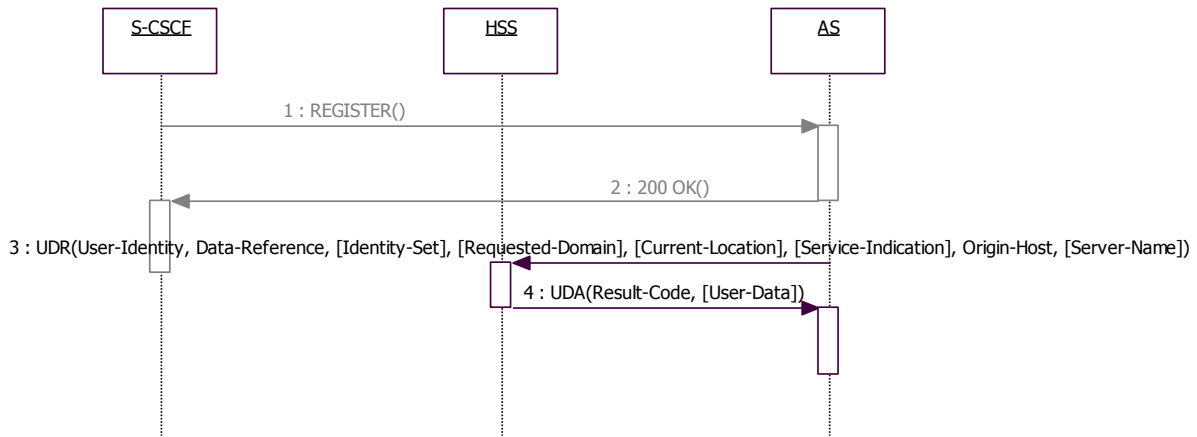 S-CSCF
HSS
AS
1 : REGISTER()
2 : 200 OK()
3 : UDR(User-Identity, Data-Reference, [Identity-Set], [Requested-Domain], [Current-Location], [Service-Indication], Origin-Host, [Server-Name])
4 : UDA(Result-Code, [User-Data])